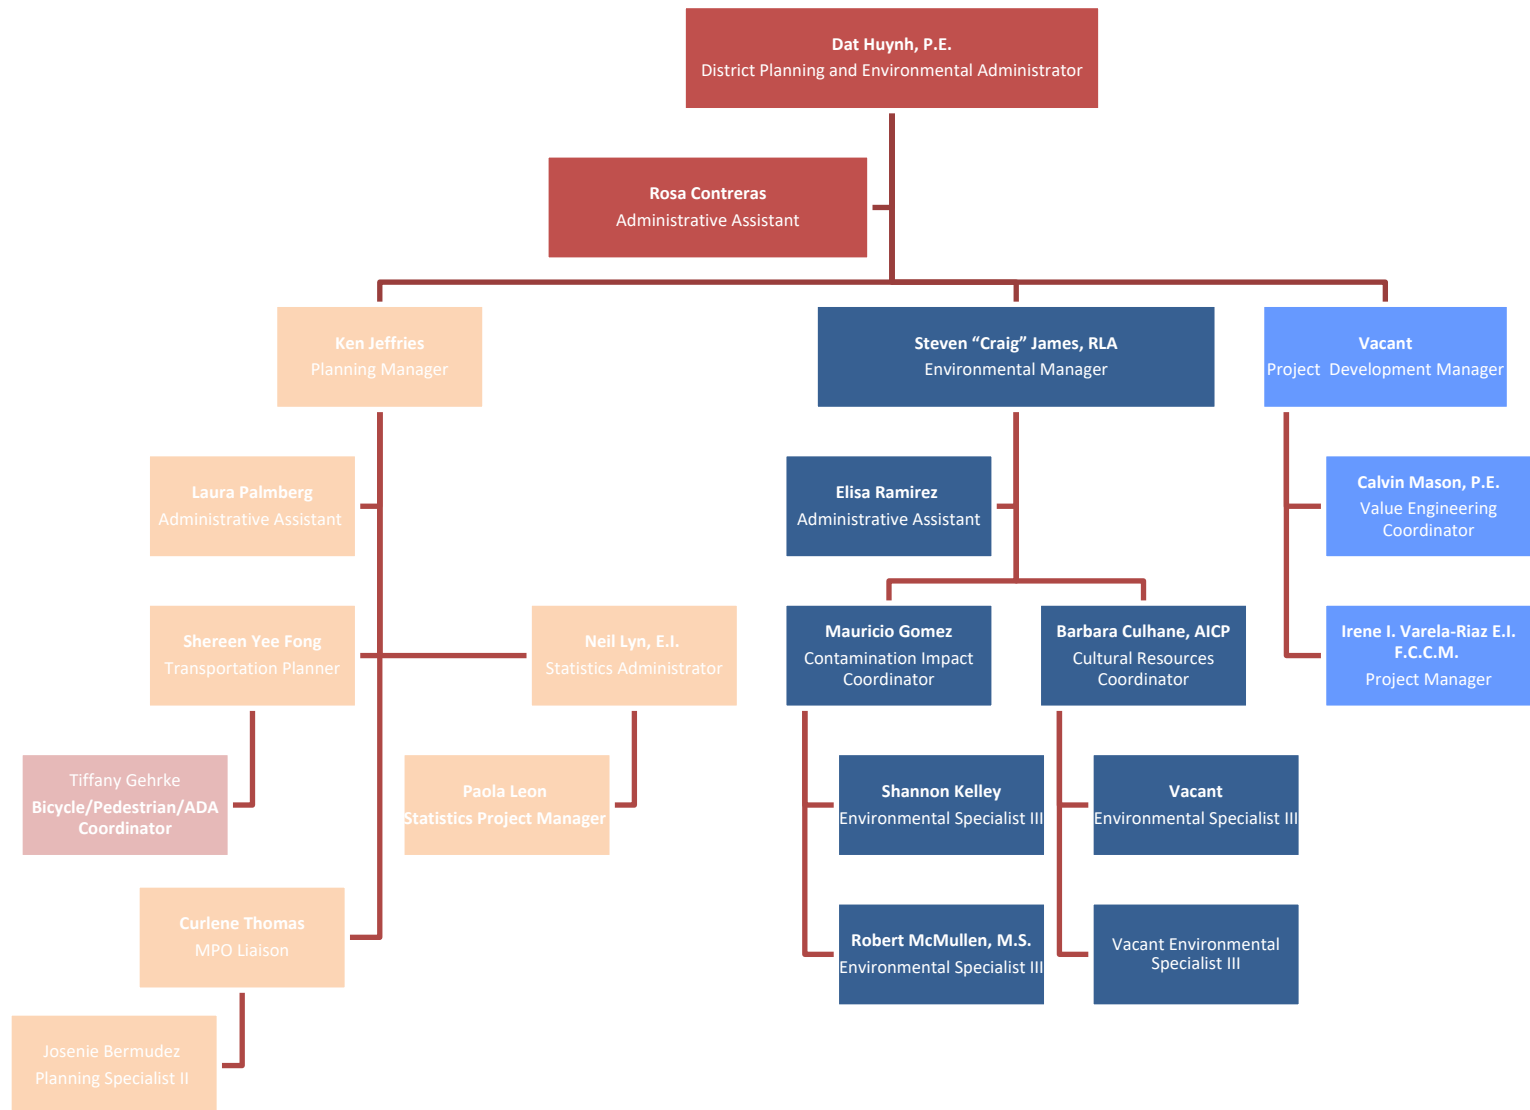 Dat Huynh, P.E.
District Planning and Environmental Administrator
Rosa Contreras
Administrative Assistant
Ken Jeffries
Planning Manager
Steven “Craig” James, RLA
Environmental Manager
Vacant
Project  Development Manager
Laura Palmberg
Administrative Assistant
Elisa Ramirez
Administrative Assistant
Calvin Mason, P.E.
Value Engineering
Coordinator
Shereen Yee Fong
Transportation Planner
Neil Lyn, E.I.
Statistics Administrator
Mauricio Gomez
Contamination Impact
Coordinator
Barbara Culhane, AICP
Cultural Resources
Coordinator
Irene I. Varela-Riaz E.I.
F.C.C.M.
Project Manager
Tiffany Gehrke
Bicycle/Pedestrian/ADA
Coordinator
Paola Leon
Statistics Project Manager
Shannon Kelley
Environmental Specialist III
Vacant
Environmental Specialist III
Curlene Thomas
MPO Liaison
Robert McMullen, M.S.
Environmental Specialist III
Vacant Environmental
Specialist III
Josenie Bermudez
Planning Specialist II